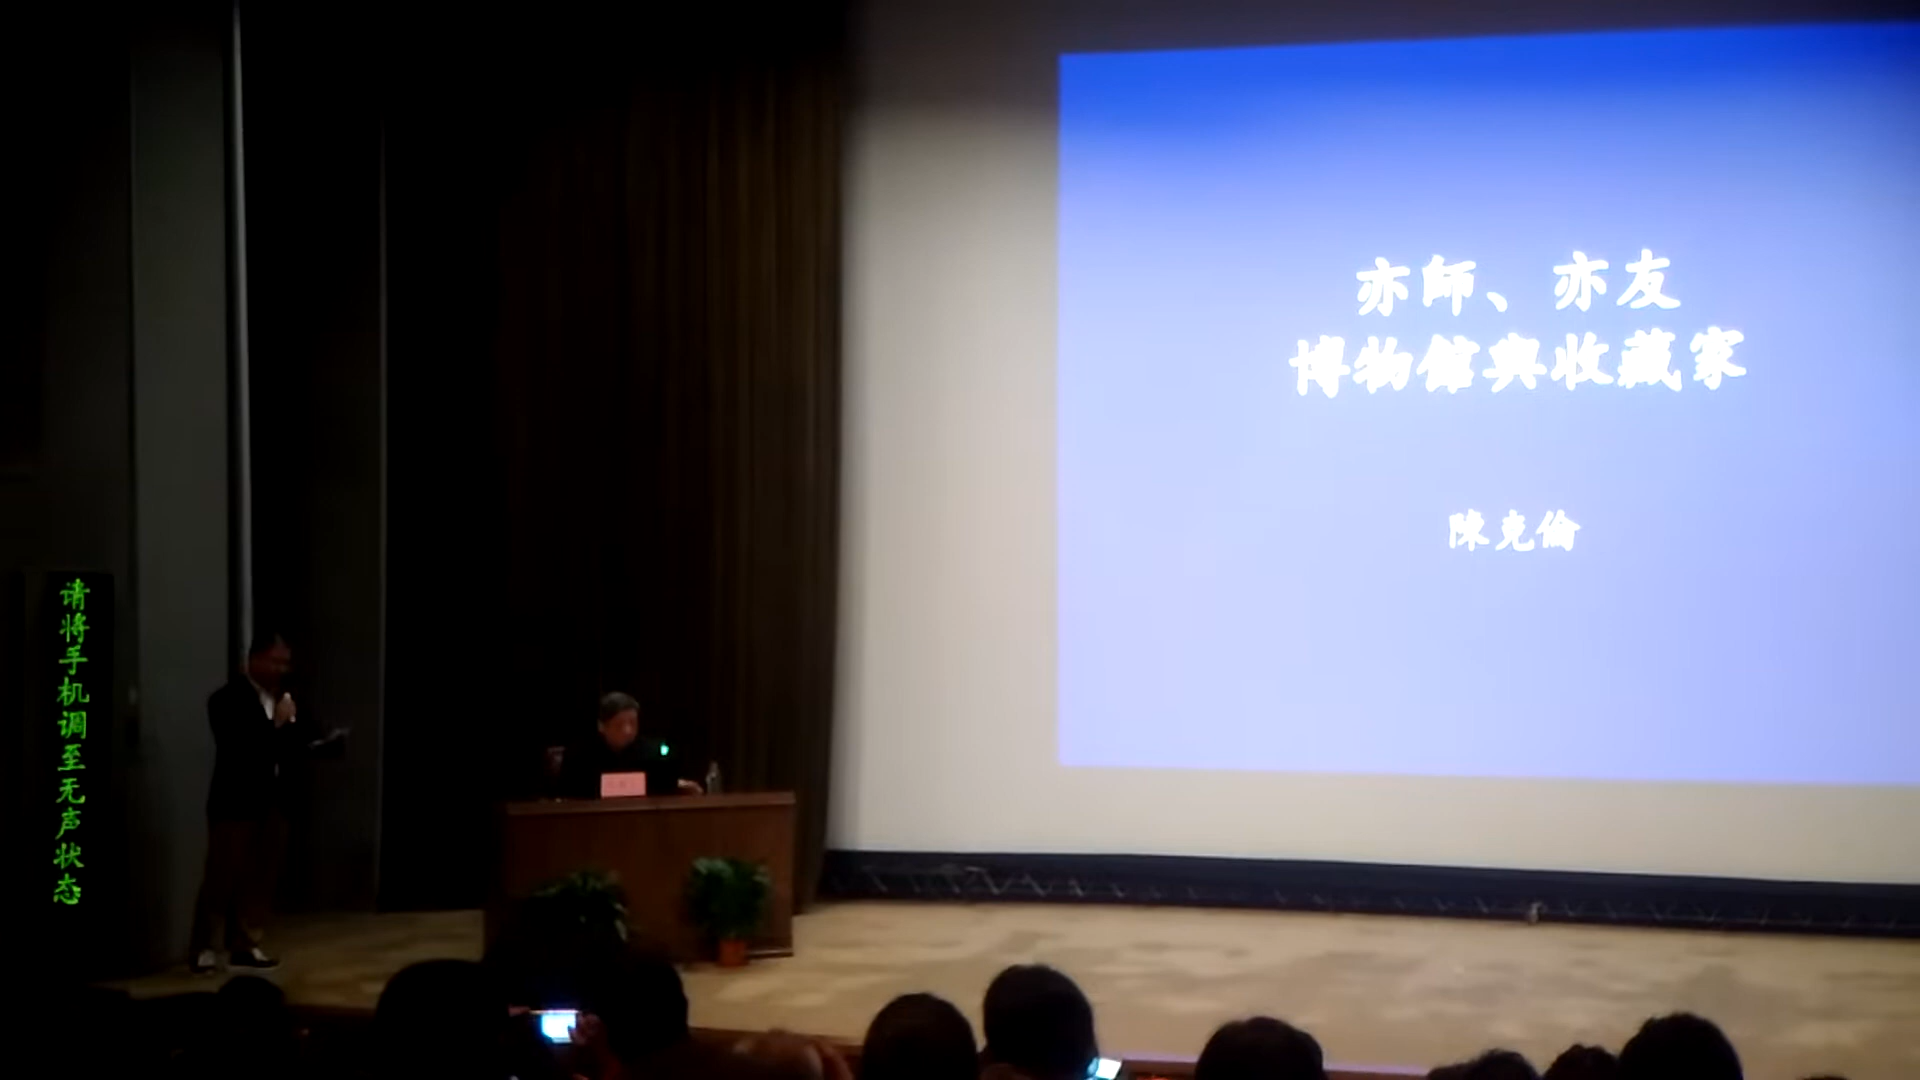 亦師、亦友
博物館與收藏家
陳克倫
请将手机调至无声状态